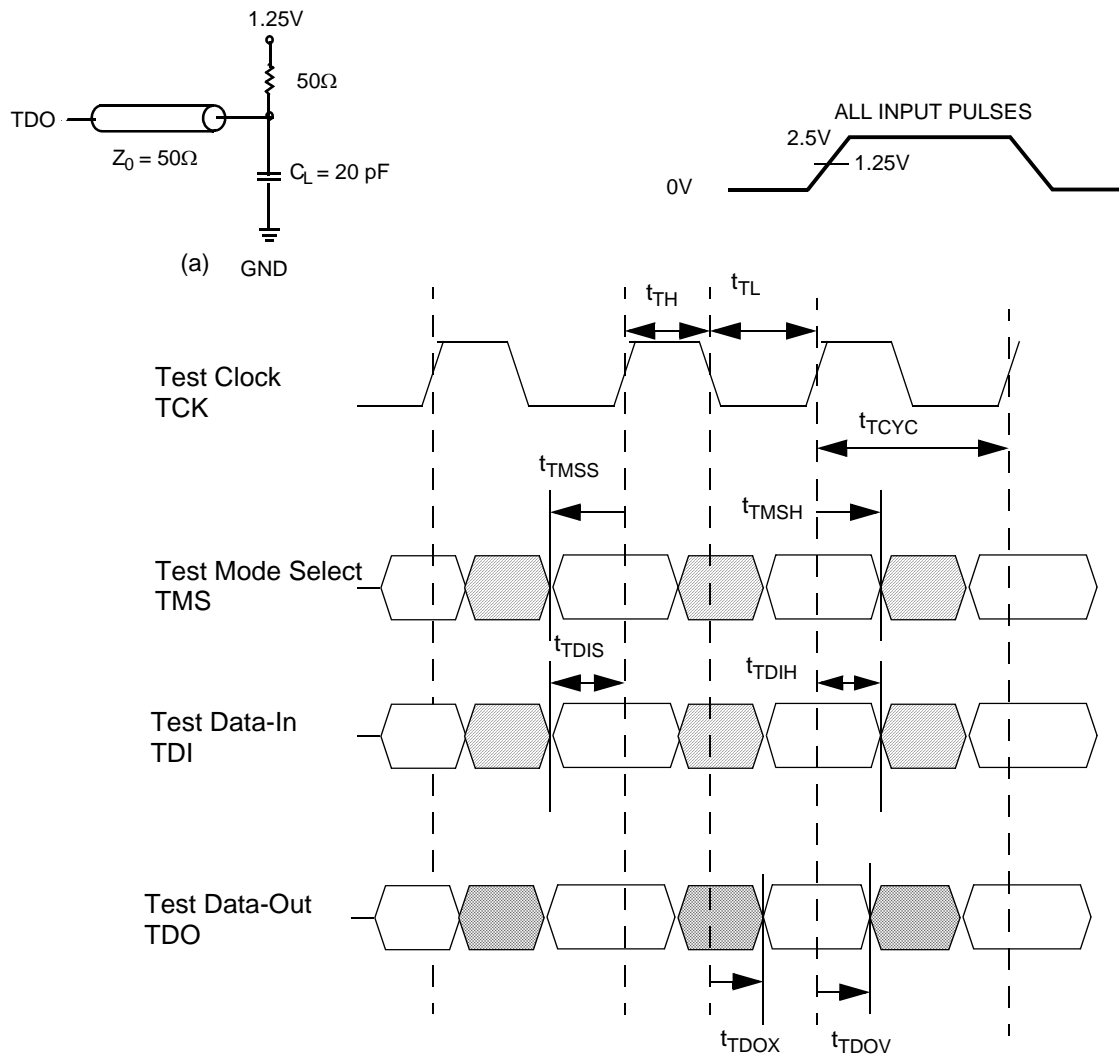 1.25V
50Ω
TDO
Z0 = 50Ω
CL = 20 pF
(a) GND
ALL INPUT PULSES
2.5V
1.25V
0V
tTH
tTL
Test Clock
TCK
tTCYC
tTMSS
tTMSH
Test Mode Select
TMS
tTDIS
tTDIH
Test Data-In
TDI
Test Data-Out
TDO
tTDOX
tTDOV